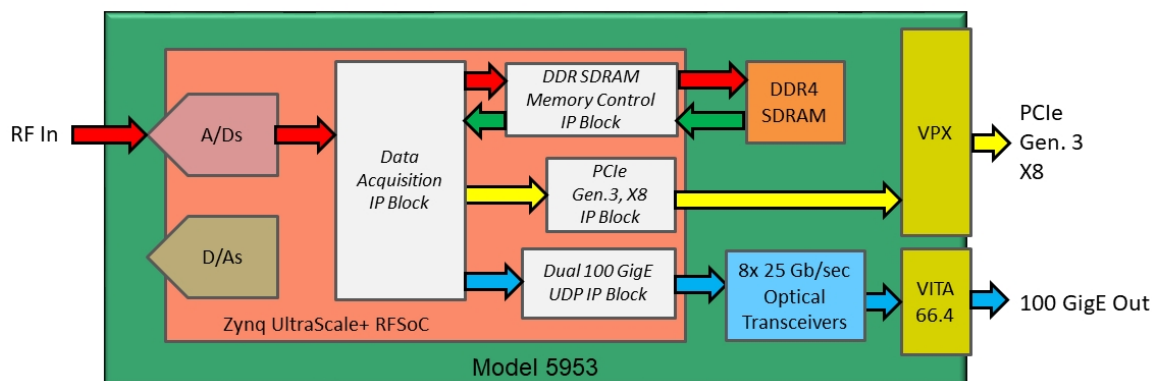 RF In
A/Ds
D/As
Data
Acquisition
IP Block
DDR SDRAM
Memory Control
IP Block
DDR4
SDRAM
PCIe
Gen.3, X8
IP Block
Dual 100 GigE
UDP IP Block
8x 25 Gb/sec
Optical
Transceivers
VPX
VITA
66.4
PCIe
Gen. 3
X8
100 GigE Out
Zynq UltraScale+ RFSoC
Model 5953